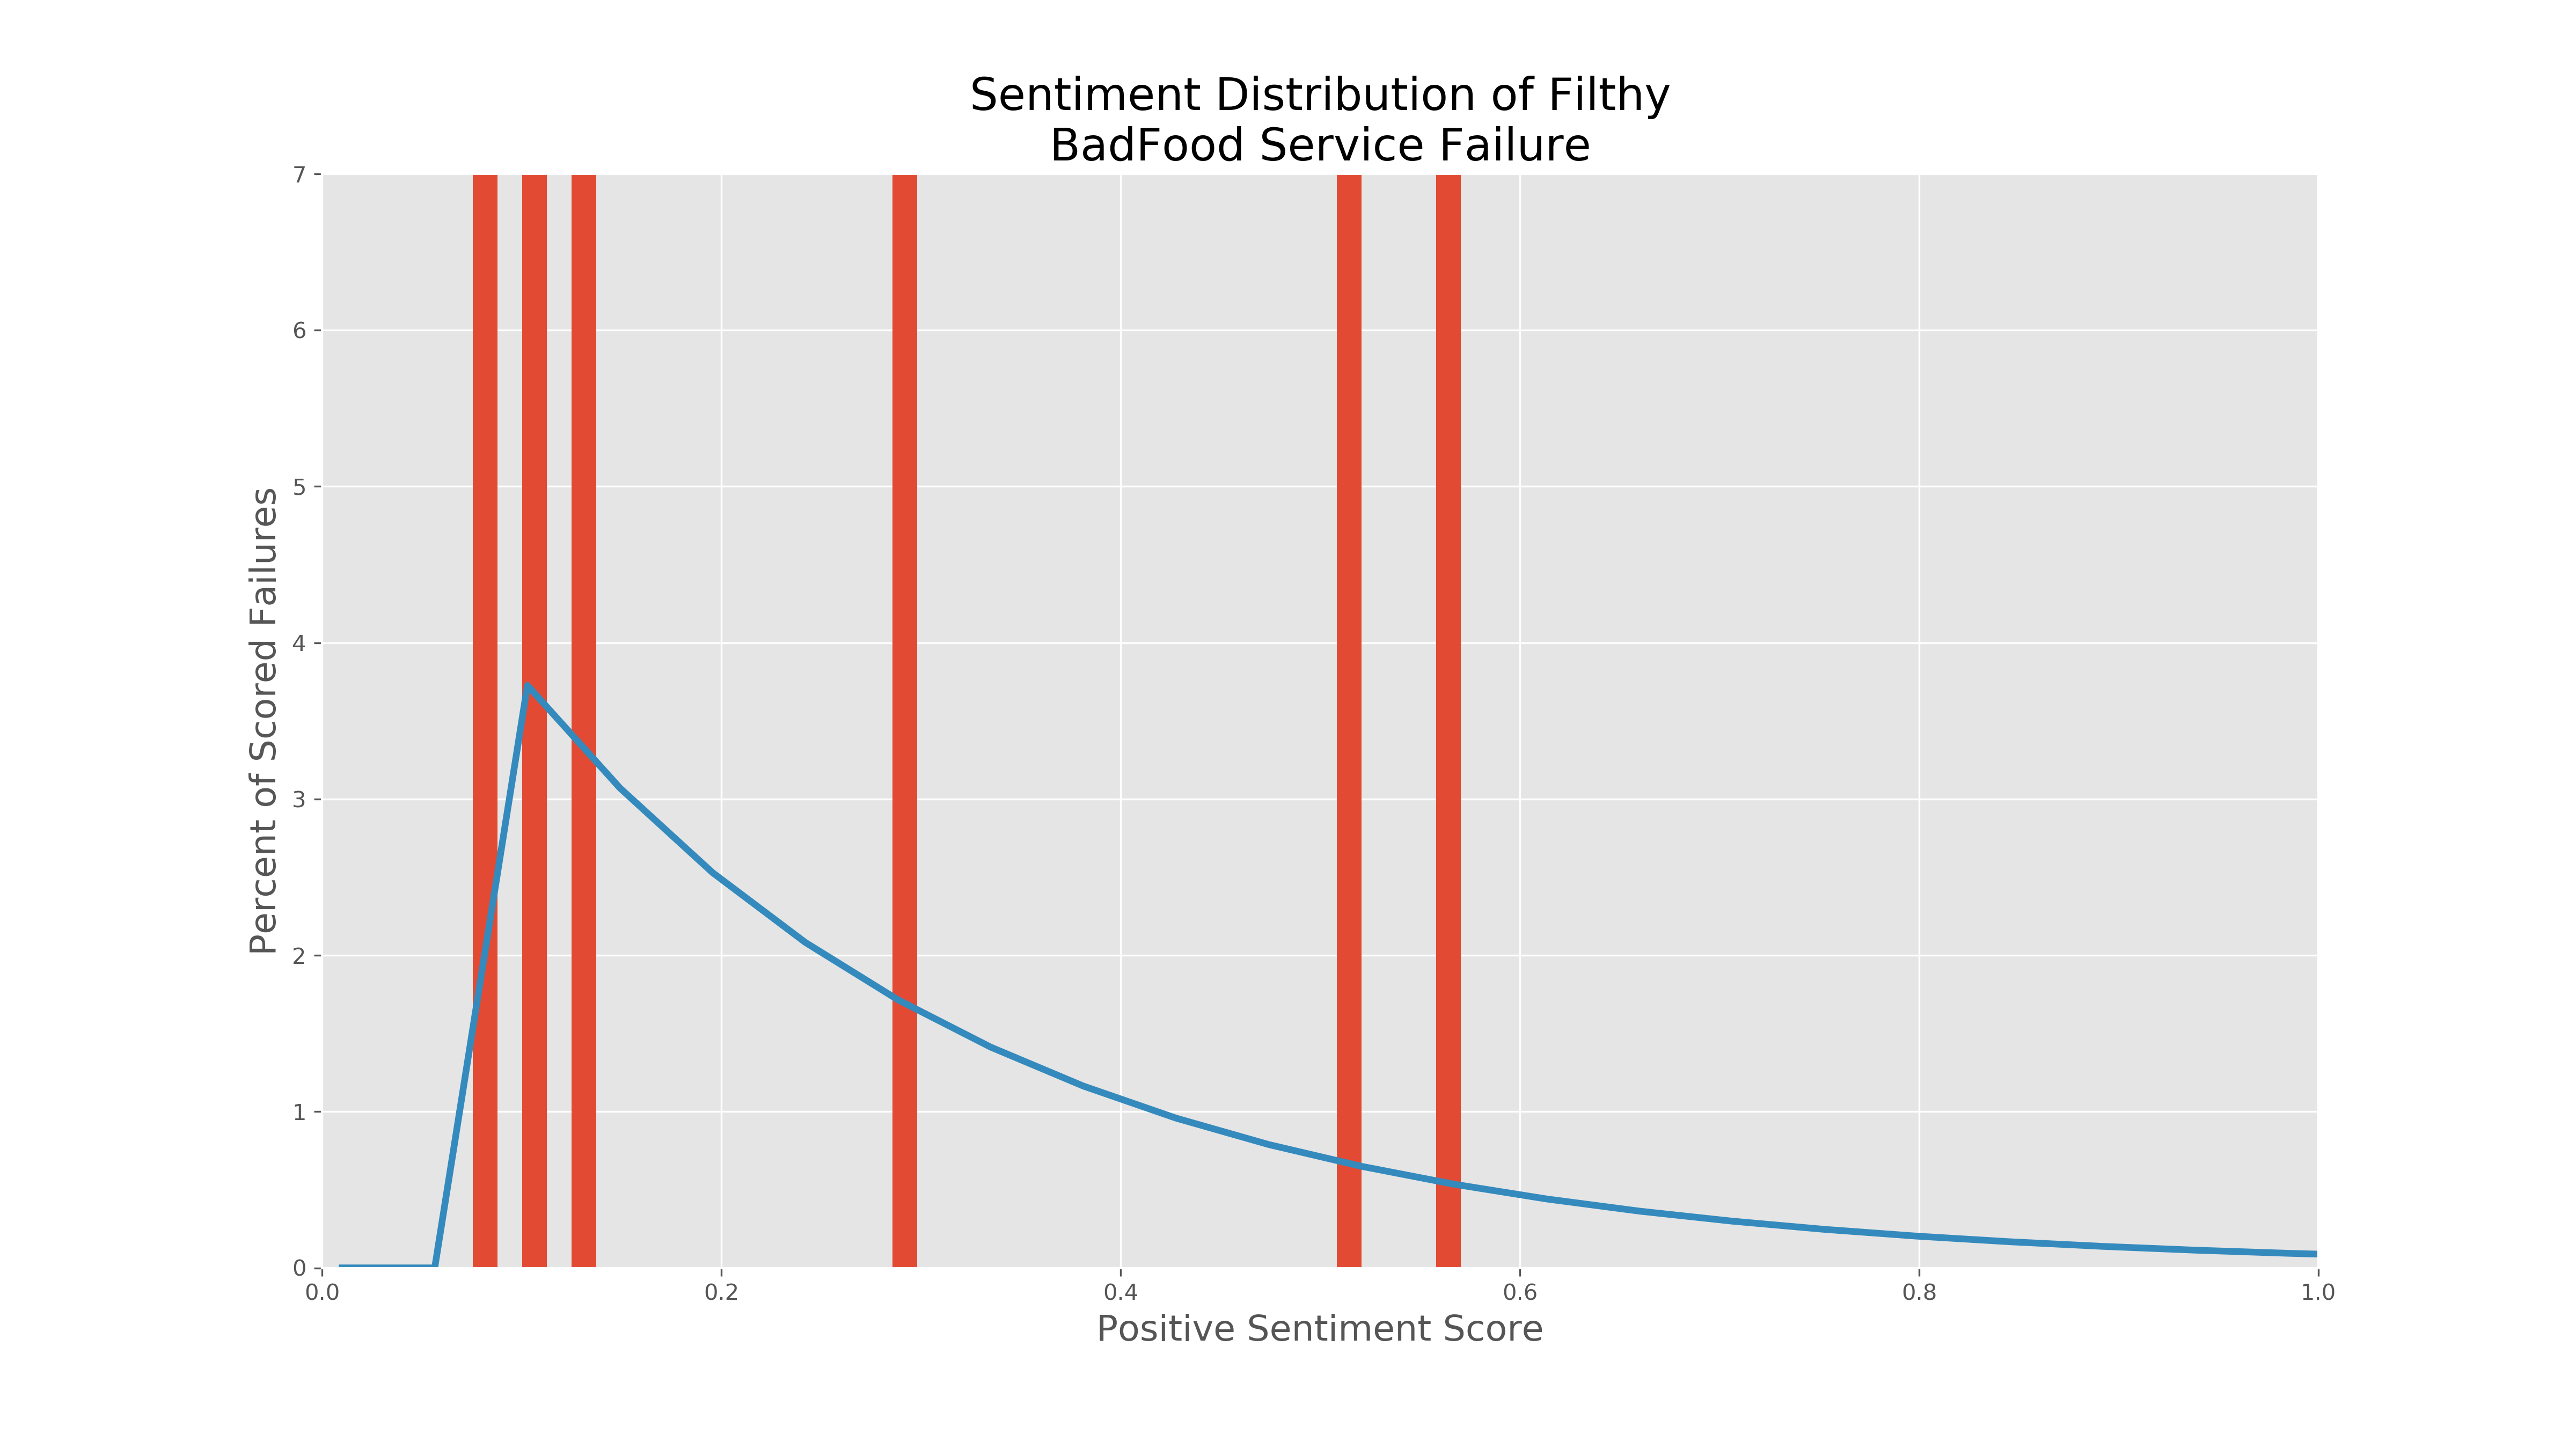 Sentiment Distribution of Filthy
BadFood Service Failure
7
6
5
4
3
2
1
0
Percent of Scored Failures
0.0 0.2 0.4 0.6 0.8 1.0
Positive Sentiment Score